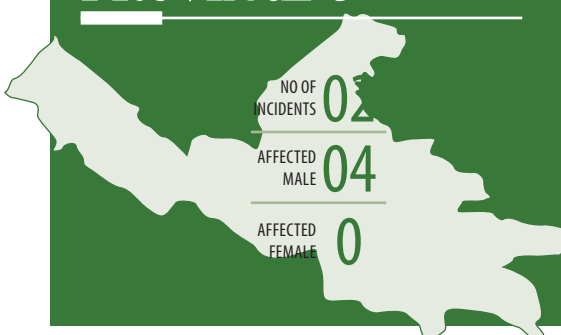 NO OF
INCIDENTS 02
AFFECTED
MALE 04
AFFECTED
FEMALE 0